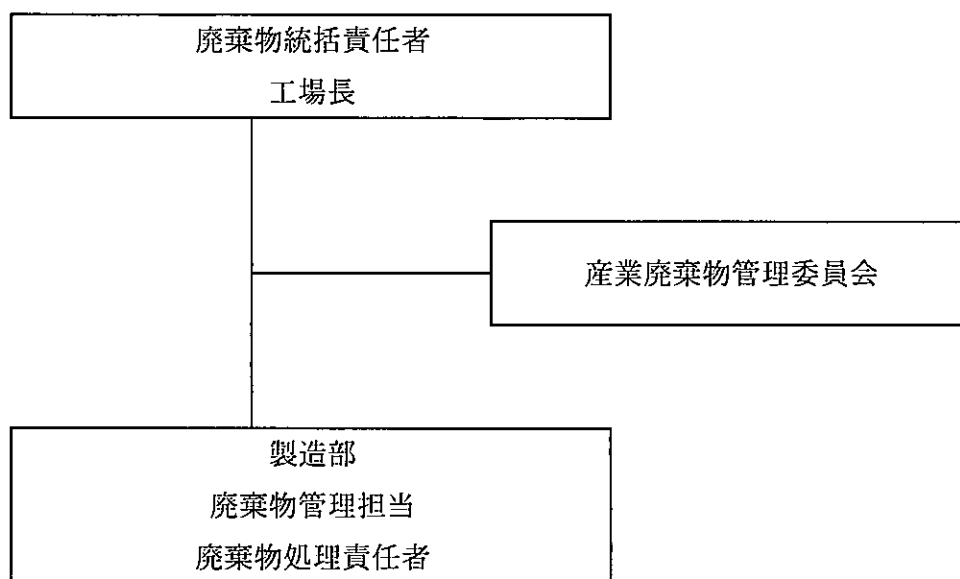 廃棄物統括責任者
工場長
産業廃棄物管理委員会
製造部
廃棄物管理担当
廃棄物処理責任者